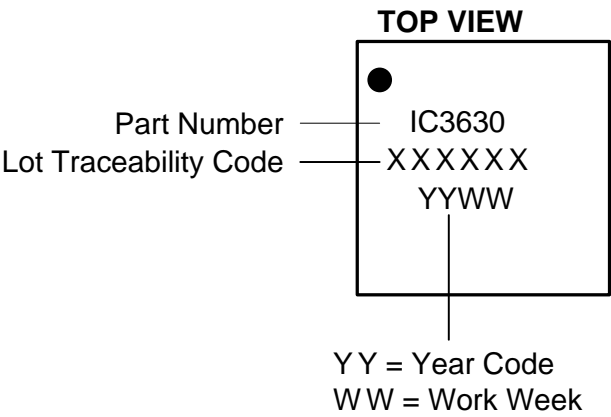 TOP VIEW
Part Number
IC3630
Lot Traceability Code
XXXXXX
YYWW
YY = Year Code
WW = Work Week